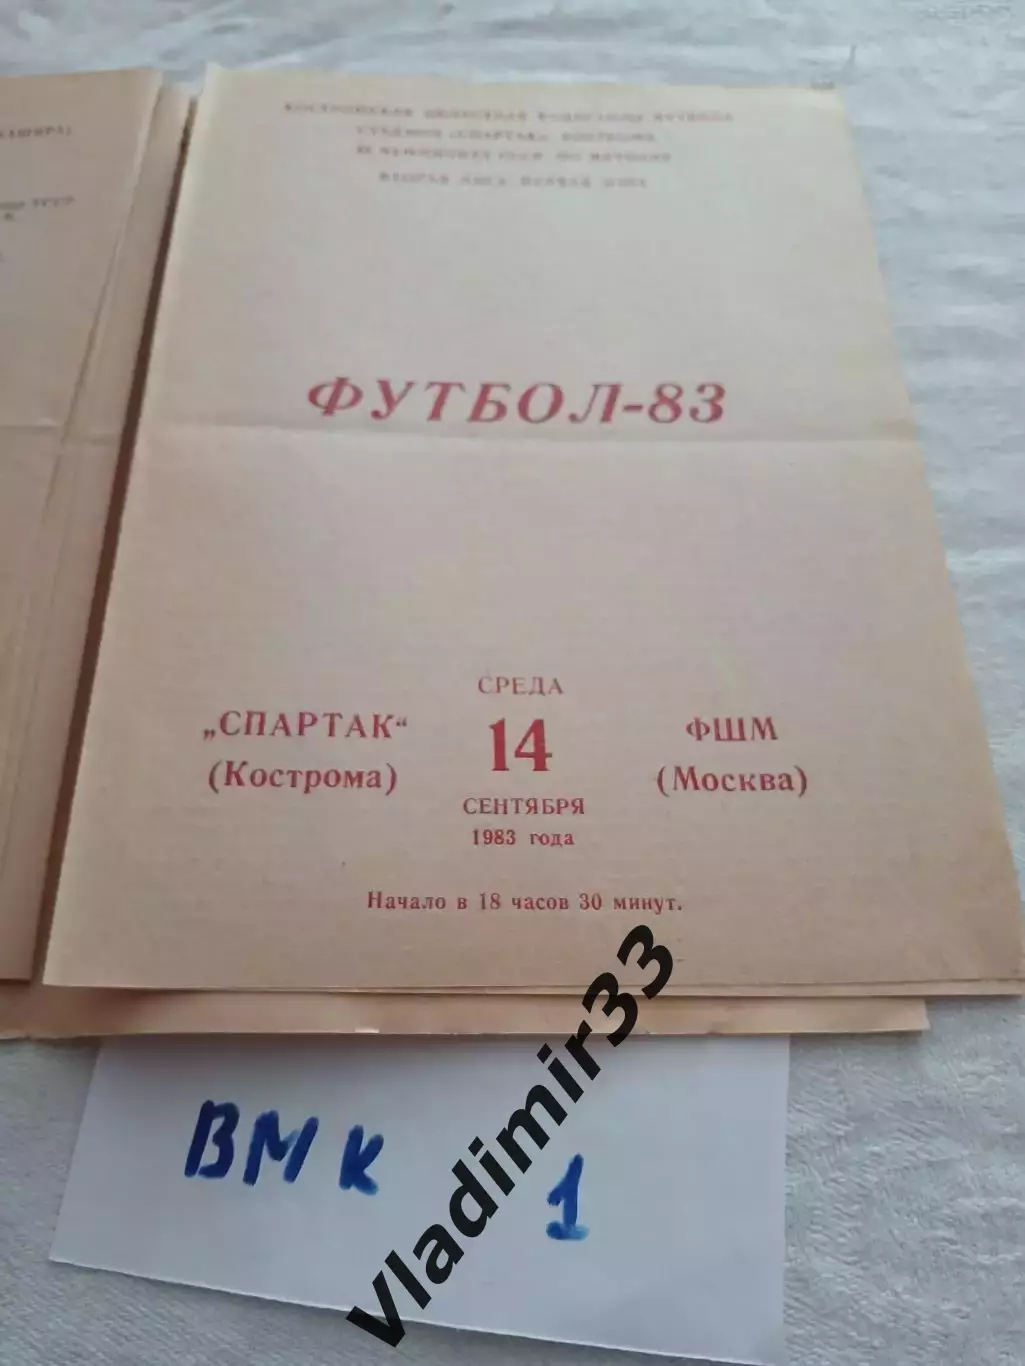 ФУТБОЛ-83
СРЕДА
„СПАРТАК“ 14 ФШМ
(Кострома) (Москва)
СЕНТЯБРЯ
1983 года
Начало в 18 часов 30 минут.
ВМК 1
Vladimir33